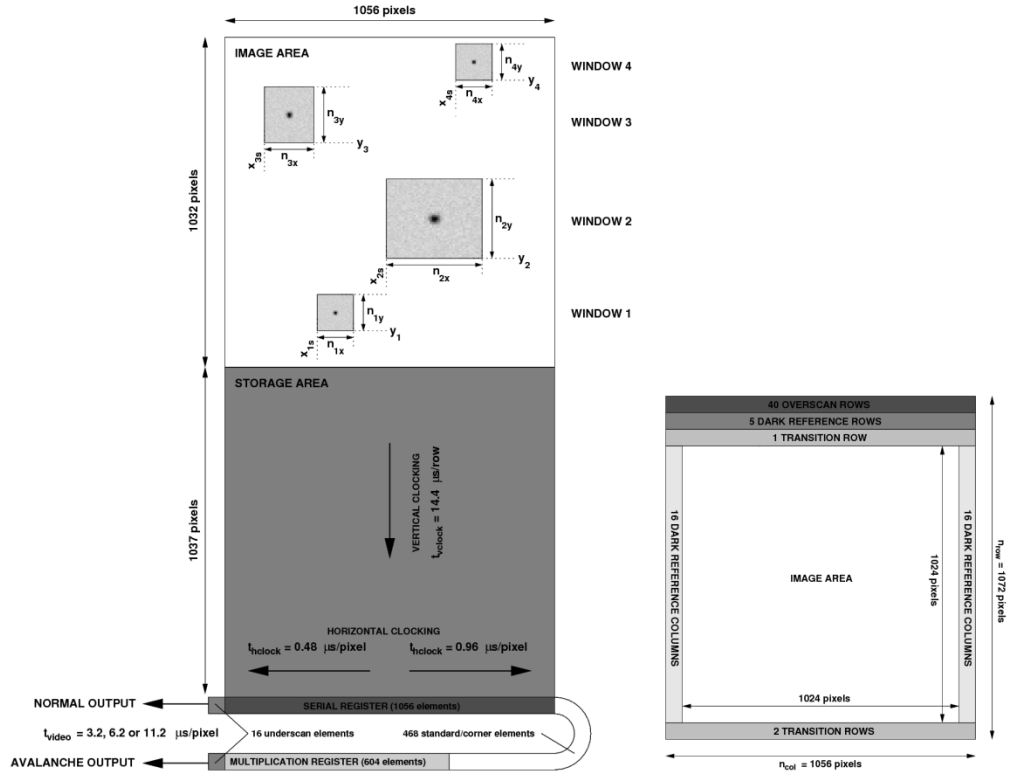 1056 pixels
IMAGE AREA
n4y
y4
x4s
n4x
WINDOW 4
n3y
y3
x3s
n3x
WINDOW 3
1032 pixels
n2y
y2
x2s
n2x
WINDOW 2
n1y
y1
x1s
n1x
WINDOW 1
STORAGE AREA
1037 pixels
VERTICAL CLOCKING
tvclock = 14.4 μs/row
HORIZONTAL CLOCKING
thclock = 0.48 μs/pixel
thclock = 0.96 μs/pixel
NORMAL OUTPUT
SERIAL REGISTER (1056 elements)
tvideo = 3.2, 6.2 or 11.2 μs/pixel
16 underscan elements
468 standard/corner elements
AVALANCHE OUTPUT
MULTIPLICATION REGISTER (604 elements)
40 OVERSCAN ROWS
5 DARK REFERENCE ROWS
1 TRANSITION ROW
16 DARK REFERENCE COLUMNS
IMAGE AREA
1024 pixels
16 DARK REFERENCE COLUMNS
nrow = 1072 pixels
1024 pixels
2 TRANSITION ROWS
ncol = 1056 pixels